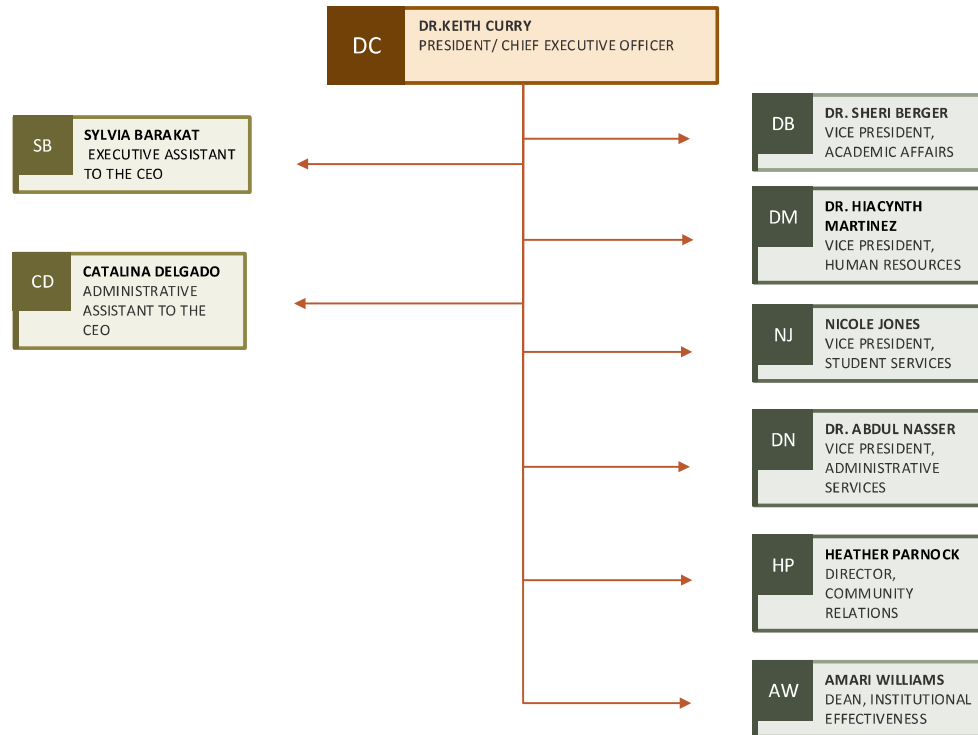 DC
DR.KEITH CURRY
PRESIDENT/ CHIEF EXECUTIVE OFFICER
SB
SYLVIA BARAKAT
EXECUTIVE ASSISTANT
TO THE CEO
CD
CATALINA DELGADO
ADMINISTRATIVE
ASSISTANT TO THE
CEO
DB
DR. SHERI BERGER
VICE PRESIDENT,
ACADEMIC AFFAIRS
DM
DR. HIACYNTH
MARTINEZ
VICE PRESIDENT,
HUMAN RESOURCES
NJ
NICOLE JONES
VICE PRESIDENT,
STUDENT SERVICES
DN
DR. ABDUL NASSER
VICE PRESIDENT,
ADMINISTRATIVE
SERVICES
HP
HEATHER PARNOCK
DIRECTOR,
COMMUNITY
RELATIONS
AW
AMARI WILLIAMS
DEAN, INSTITUTIONAL
EFFECTIVENESS